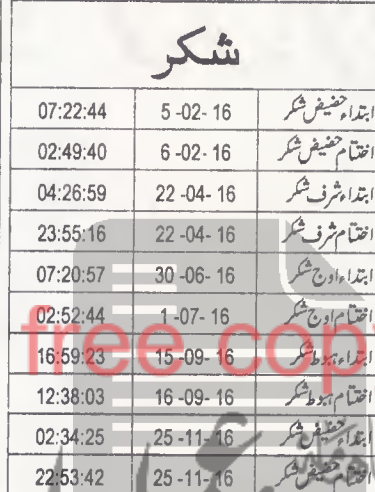 شکر
ابتداء حضیض شکر 5 -02- 16 07:22:44
اختتام حضیض شکر 6 -02- 16 02:49:40
ابتداء شرف شکر 22 -04- 16 04:26:59
اختتام شرف شکر 22 -04- 16 23:55:16
ابتداء اوج شکر 30 -06- 16 07:20:57
اختتام اوج شکر 1 -07- 16 02:52:44
ابتداء ہبوط شکر 15 -09- 16 16:59:23
اختتام ہبوط شکر 16 -09- 16 12:38:03
ابتداء حضیض شکر 25 -11- 16 02:34:25
اختتام حضیض شکر 25 -11- 16 22:53:42
free copy